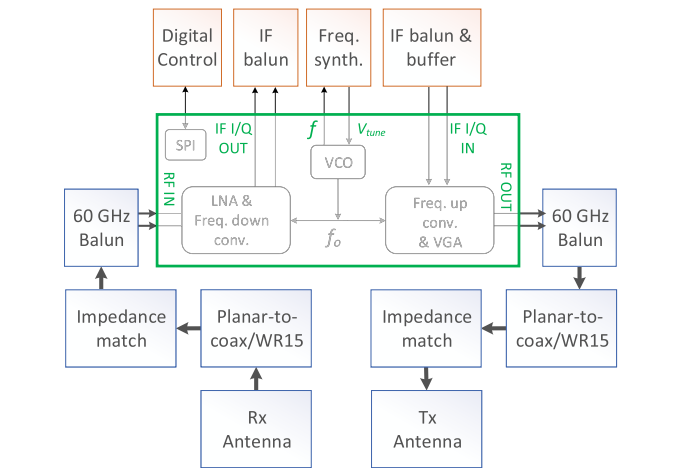 Digital
Control
IF
balun
Freq.
synth.
IF balun &
buffer
SPI
IF I/Q
OUT
f
Vtune
VCO
IF I/Q
IN
RF IN
RF OUT
60 GHz
Balun
LNA &
Freq. down
conv.
fo
Freq. up
conv.
& VGA
60 GHz
Balun
Impedance
match
Planar-to-
coax/WR15
Impedance
match
Planar-to-
coax/WR15
Rx
Antenna
Tx
Antenna